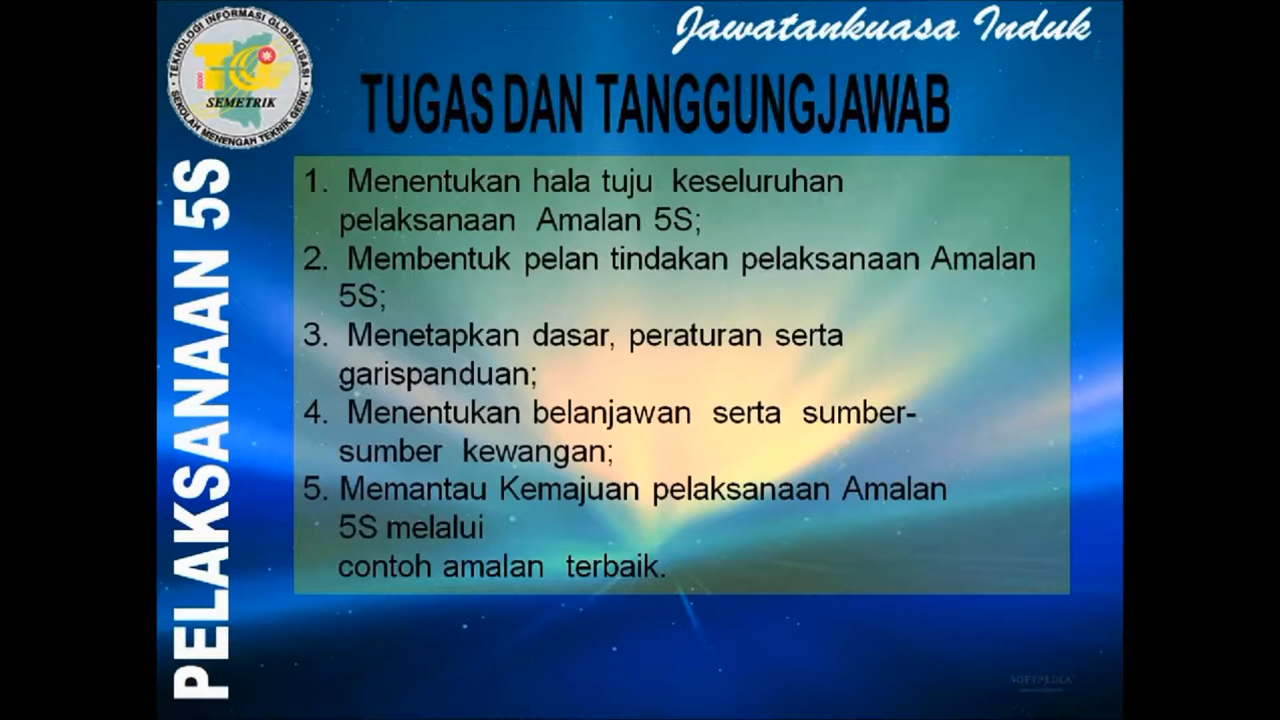 Jawatankuasa Induk
TEKNOLOGI INFORMASI GLOBALISASI
2000
SEMETRIK
SEKOLAH MENENGAH TEKNIK GERIK
TUGAS DAN TANGGUNGJAWAB
PELAKSANAAN 5S
1. Menentukan hala tuju keseluruhan
pelaksanaan Amalan 5S;
2. Membentuk pelan tindakan pelaksanaan Amalan
5S;
3. Menetapkan dasar, peraturan serta
garispanduan;
4. Menentukan belanjawan serta sumber-
sumber kewangan;
5. Memantau Kemajuan pelaksanaan Amalan
5S melalui
contoh amalan terbaik.
SOFTPEDIA